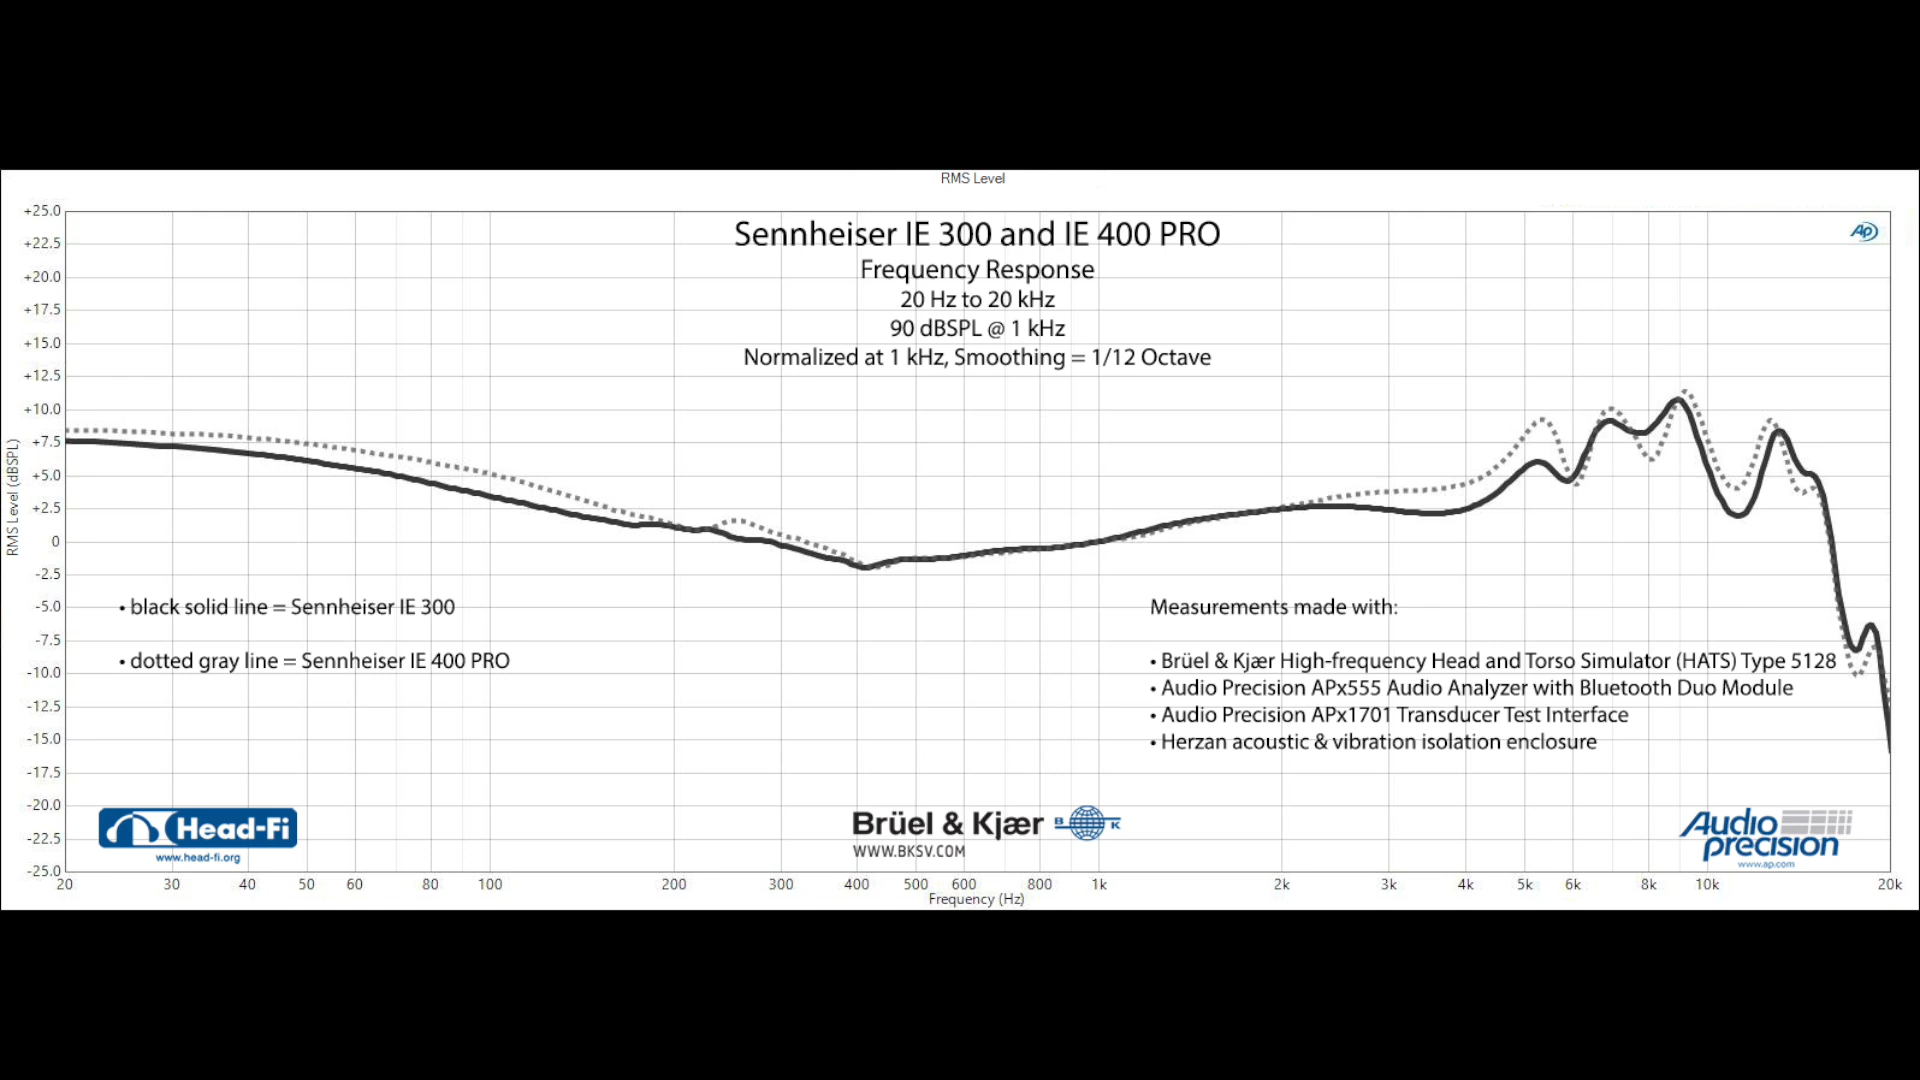 RMS Level
Sennheiser IE 300 and IE 400 PRO
Frequency Response
20 Hz to 20 kHz
90 dBSPL @ 1 kHz
Normalized at 1 kHz, Smoothing = 1/12 Octave
AP
RMS Level (dBSPL)
+25.0
+22.5
+20.0
+17.5
+15.0
+12.5
+10.0
+7.5
+5.0
+2.5
0
-2.5
-5.0
-7.5
-10.0
-12.5
-15.0
-17.5
-20.0
-22.5
-25.0
• black solid line = Sennheiser IE 300
• dotted gray line = Sennheiser IE 400 PRO
Measurements made with:
• Brüel & Kjær High-frequency Head and Torso Simulator (HATS) Type 5128
• Audio Precision APx555 Audio Analyzer with Bluetooth Duo Module
• Audio Precision APx1701 Transducer Test Interface
• Herzan acoustic & vibration isolation enclosure
Head-Fi
www.head-fi.org
Brüel & Kjær B K
WWW.BKSV.COM
Audio
precision
www.ap.com
20 30 40 50 60 80 100 200 300 400 500 600 800 1k 2k 3k 4k 5k 6k 8k 10k 20k
Frequency (Hz)